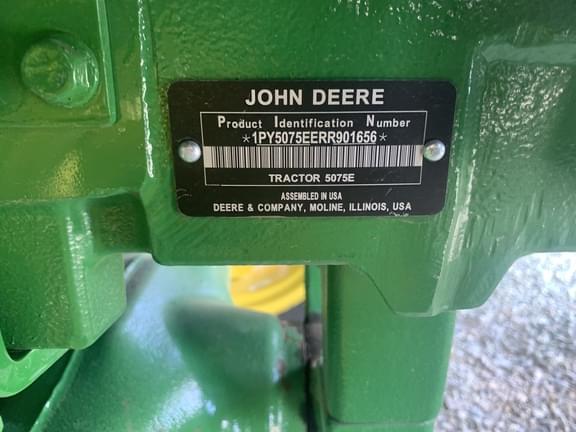 JOHN DEERE
Product Identification Number
*1PY5075EERR901656*
TRACTOR 5075E
ASSEMBLED IN USA
DEERE & COMPANY, MOLINE, ILLINOIS, USA